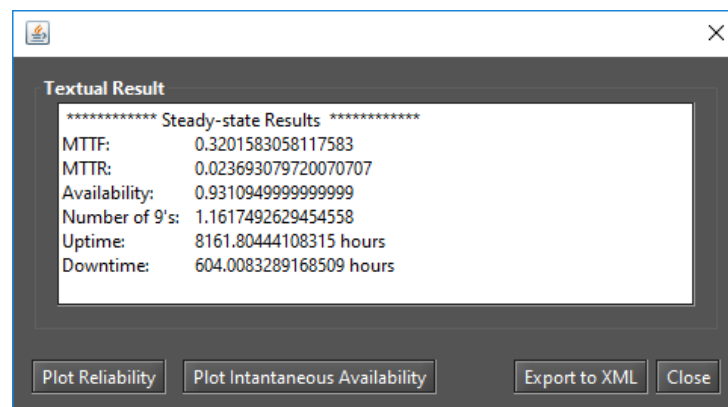 Textual Result
************ Steady-state Results ************
MTTF: 0.3201583058117583
MTTR: 0.023693079720070707
Availability: 0.9310949999999999
Number of 9's: 1.1617492629454558
Uptime: 8161.80444108315 hours
Downtime: 604.0083289168509 hours
Plot Reliability Plot Intantaneous Availability Export to XML Close